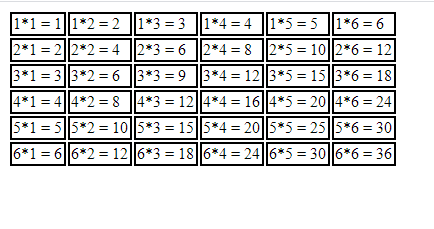 1*1 = 1 1*2 = 2 1*3 = 3 1*4 = 4 1*5 = 5 1*6 = 6
2*1 = 2 2*2 = 4 2*3 = 6 2*4 = 8 2*5 = 10 2*6 = 12
3*1 = 3 3*2 = 6 3*3 = 9 3*4 = 12 3*5 = 15 3*6 = 18
4*1 = 4 4*2 = 8 4*3 = 12 4*4 = 16 4*5 = 20 4*6 = 24
5*1 = 5 5*2 = 10 5*3 = 15 5*4 = 20 5*5 = 25 5*6 = 30
6*1 = 6 6*2 = 12 6*3 = 18 6*4 = 24 6*5 = 30 6*6 = 36